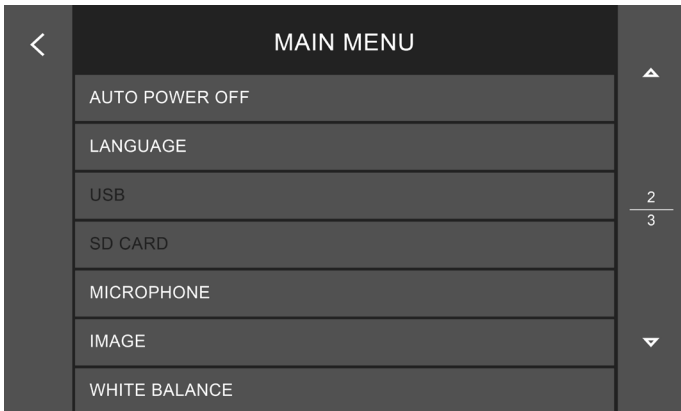 MAIN MENU
AUTO POWER OFF
LANGUAGE
USB
SD CARD
MICROPHONE
IMAGE
WHITE BALANCE
2
3